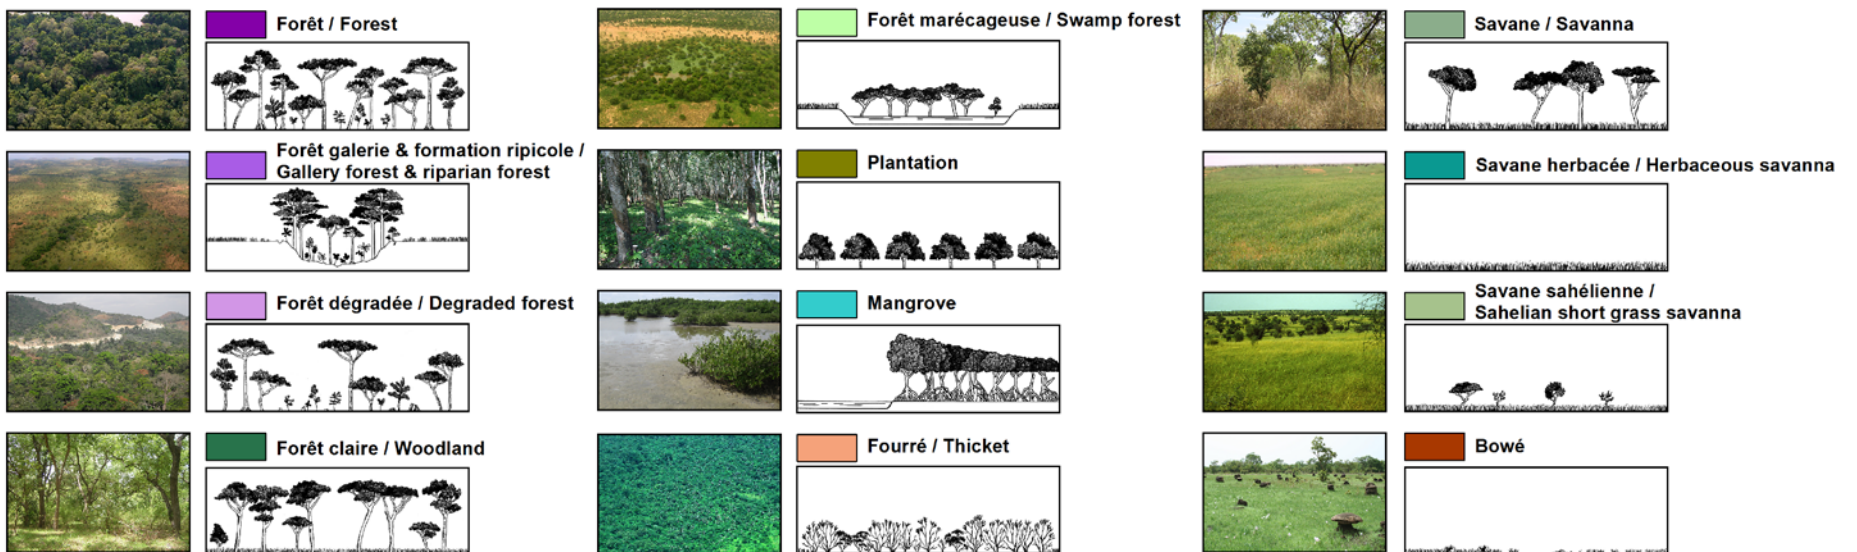 Forêt / Forest
Forêt galerie & formation ripicole /
Gallery forest & riparian forest
Forêt dégradée / Degraded forest
Forêt claire / Woodland
Forêt marécageuse / Swamp forest
Plantation
Mangrove
Fourré / Thicket
Savane / Savanna
Savane herbacée / Herbaceous savanna
Savane sahélienne /
Sahelian short grass savanna
Bowé